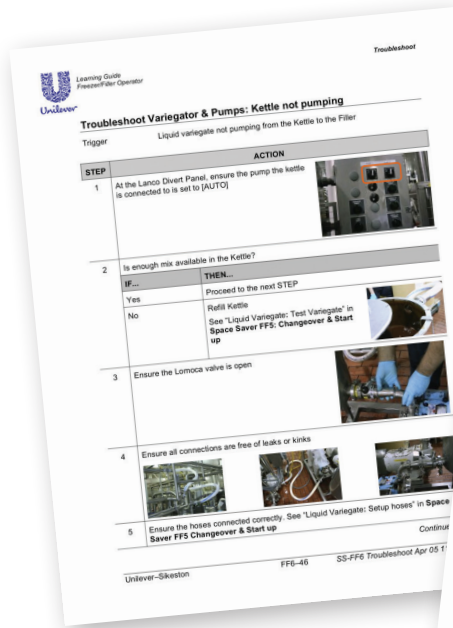 Troubleshoot
Learning Guide
Freezer/Filler Operator
Unilever
Troubleshoot Variegator & Pumps: Kettle not pumping
Trigger Liquid variegate not pumping from the Kettle to the Filler
STEP ACTION
1 At the Lanco Divert Panel, ensure the pump the kettle
is connected to is set to [AUTO]
2 Is enough mix available in the Kettle?
IF... THEN...
Yes Proceed to the next STEP
No Refill Kettle
See "Liquid Variegate: Test Variegate" in
Space Saver FF5: Changeover & Start
up
3 Ensure the Lomoca valve is open
4 Ensure all connections are free of leaks or kinks
5 Ensure the hoses connected correctly. See "Liquid Variegate: Setup hoses" in Space
Saver FF5 Changeover & Start up
Continue
Unilever–Sikeston FF6–46 SS-FF6 Troubleshoot Apr 05